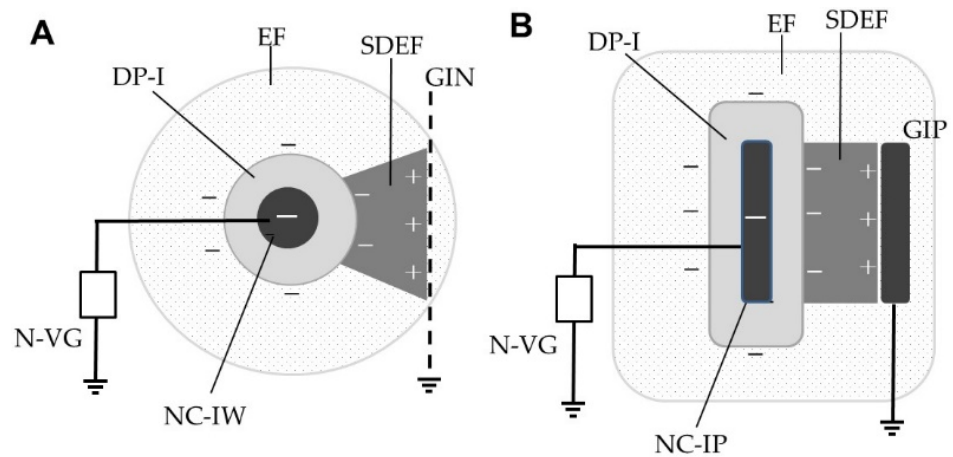 A
EF
SDEF
DP-I
GIN
N-VG
NC-IW
B
EF
SDEF
DP-I
GIP
N-VG
NC-IP